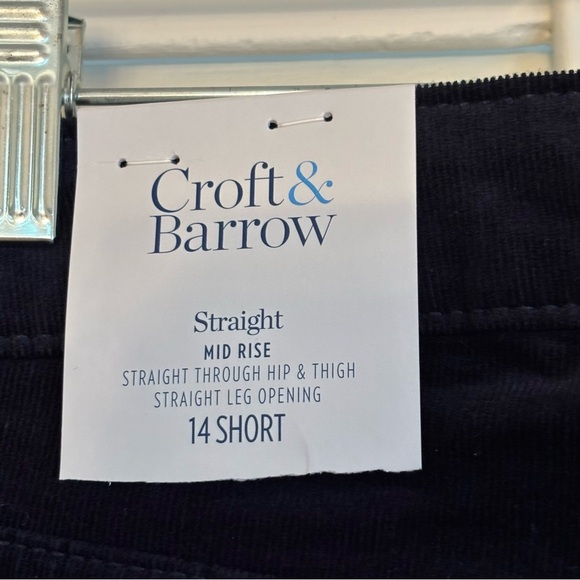 Croft &
Barrow
Straight
MID RISE
STRAIGHT THROUGH HIP & THIGH
STRAIGHT LEG OPENING
14 SHORT